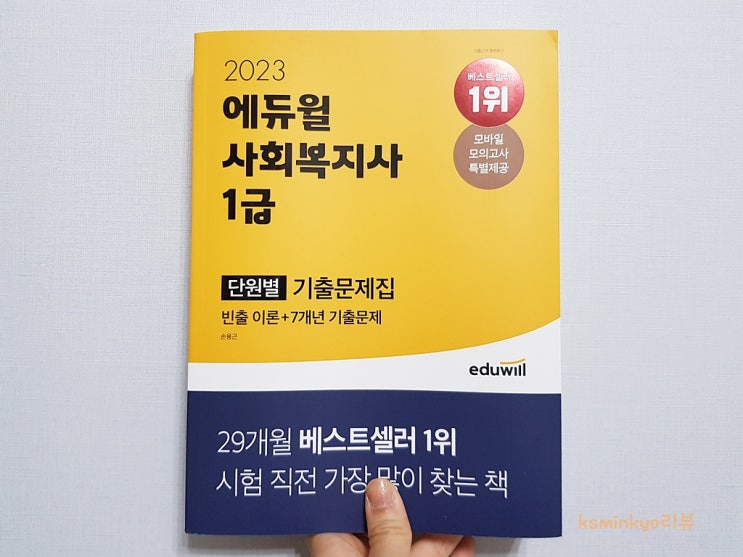 2023
에듀윌
사회복지사
1급
베스트셀러
1위
모바일
모의고사
특별제공
단원별 기출문제집
빈출 이론+7개년 기출문제
손용근
eduwill
29개월 베스트셀러 1위
시험 직전 가장 많이 찾는 책
ksminkyo리뷰